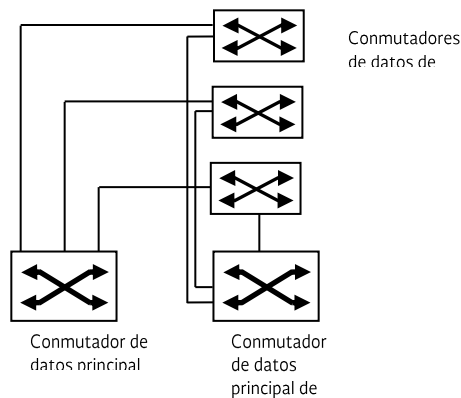 Conmutadores
de datos de
Conmutador de
datos principal
Conmutador
de datos
principal de